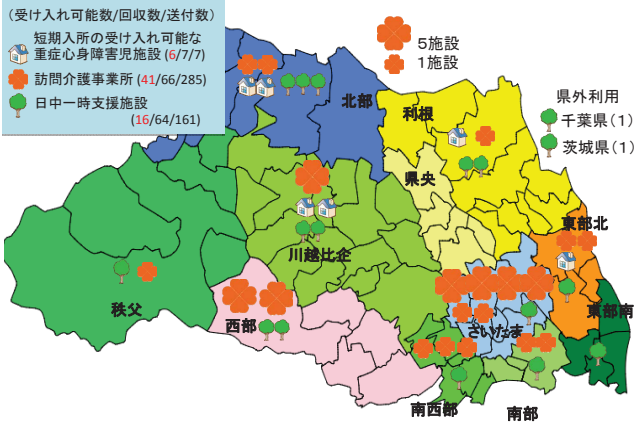 （受け入れ可能数/回収数/送付数）
短期入所の受け入れ可能な
重症心身障害児施設 (6/7/7)
訪問介護事業所 (41/66/285)
日中一時支援施設
(16/64/161)
5施設
1施設
県外利用
千葉県(1)
茨城県(1)
北部
利根
県央
東部北
川越比企
秩父
西部
さいたま
東部南
南西部
南部